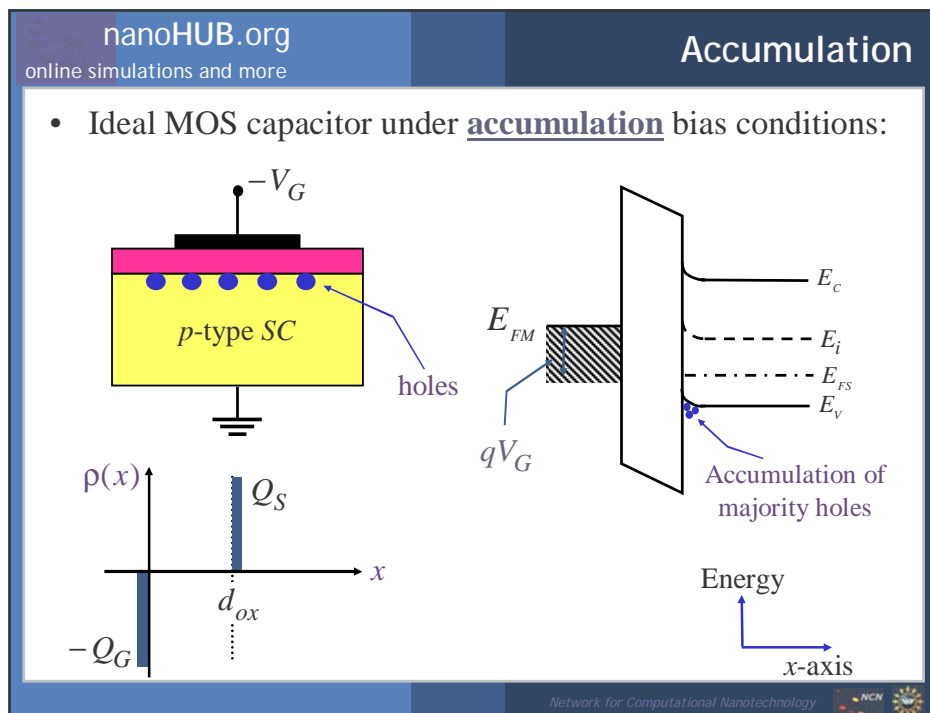 nanoHUB.org
online simulations and more
Accumulation
• Ideal MOS capacitor under accumulation bias conditions:
−V_G
p-type SC
holes
E_FM
qV_G
E_C
E_i
E_FS
E_V
Accumulation of
majority holes
ρ(x)
Q_S
x
d_ox
−Q_G
Energy
x-axis
Network for Computational Nanotechnology
NCN